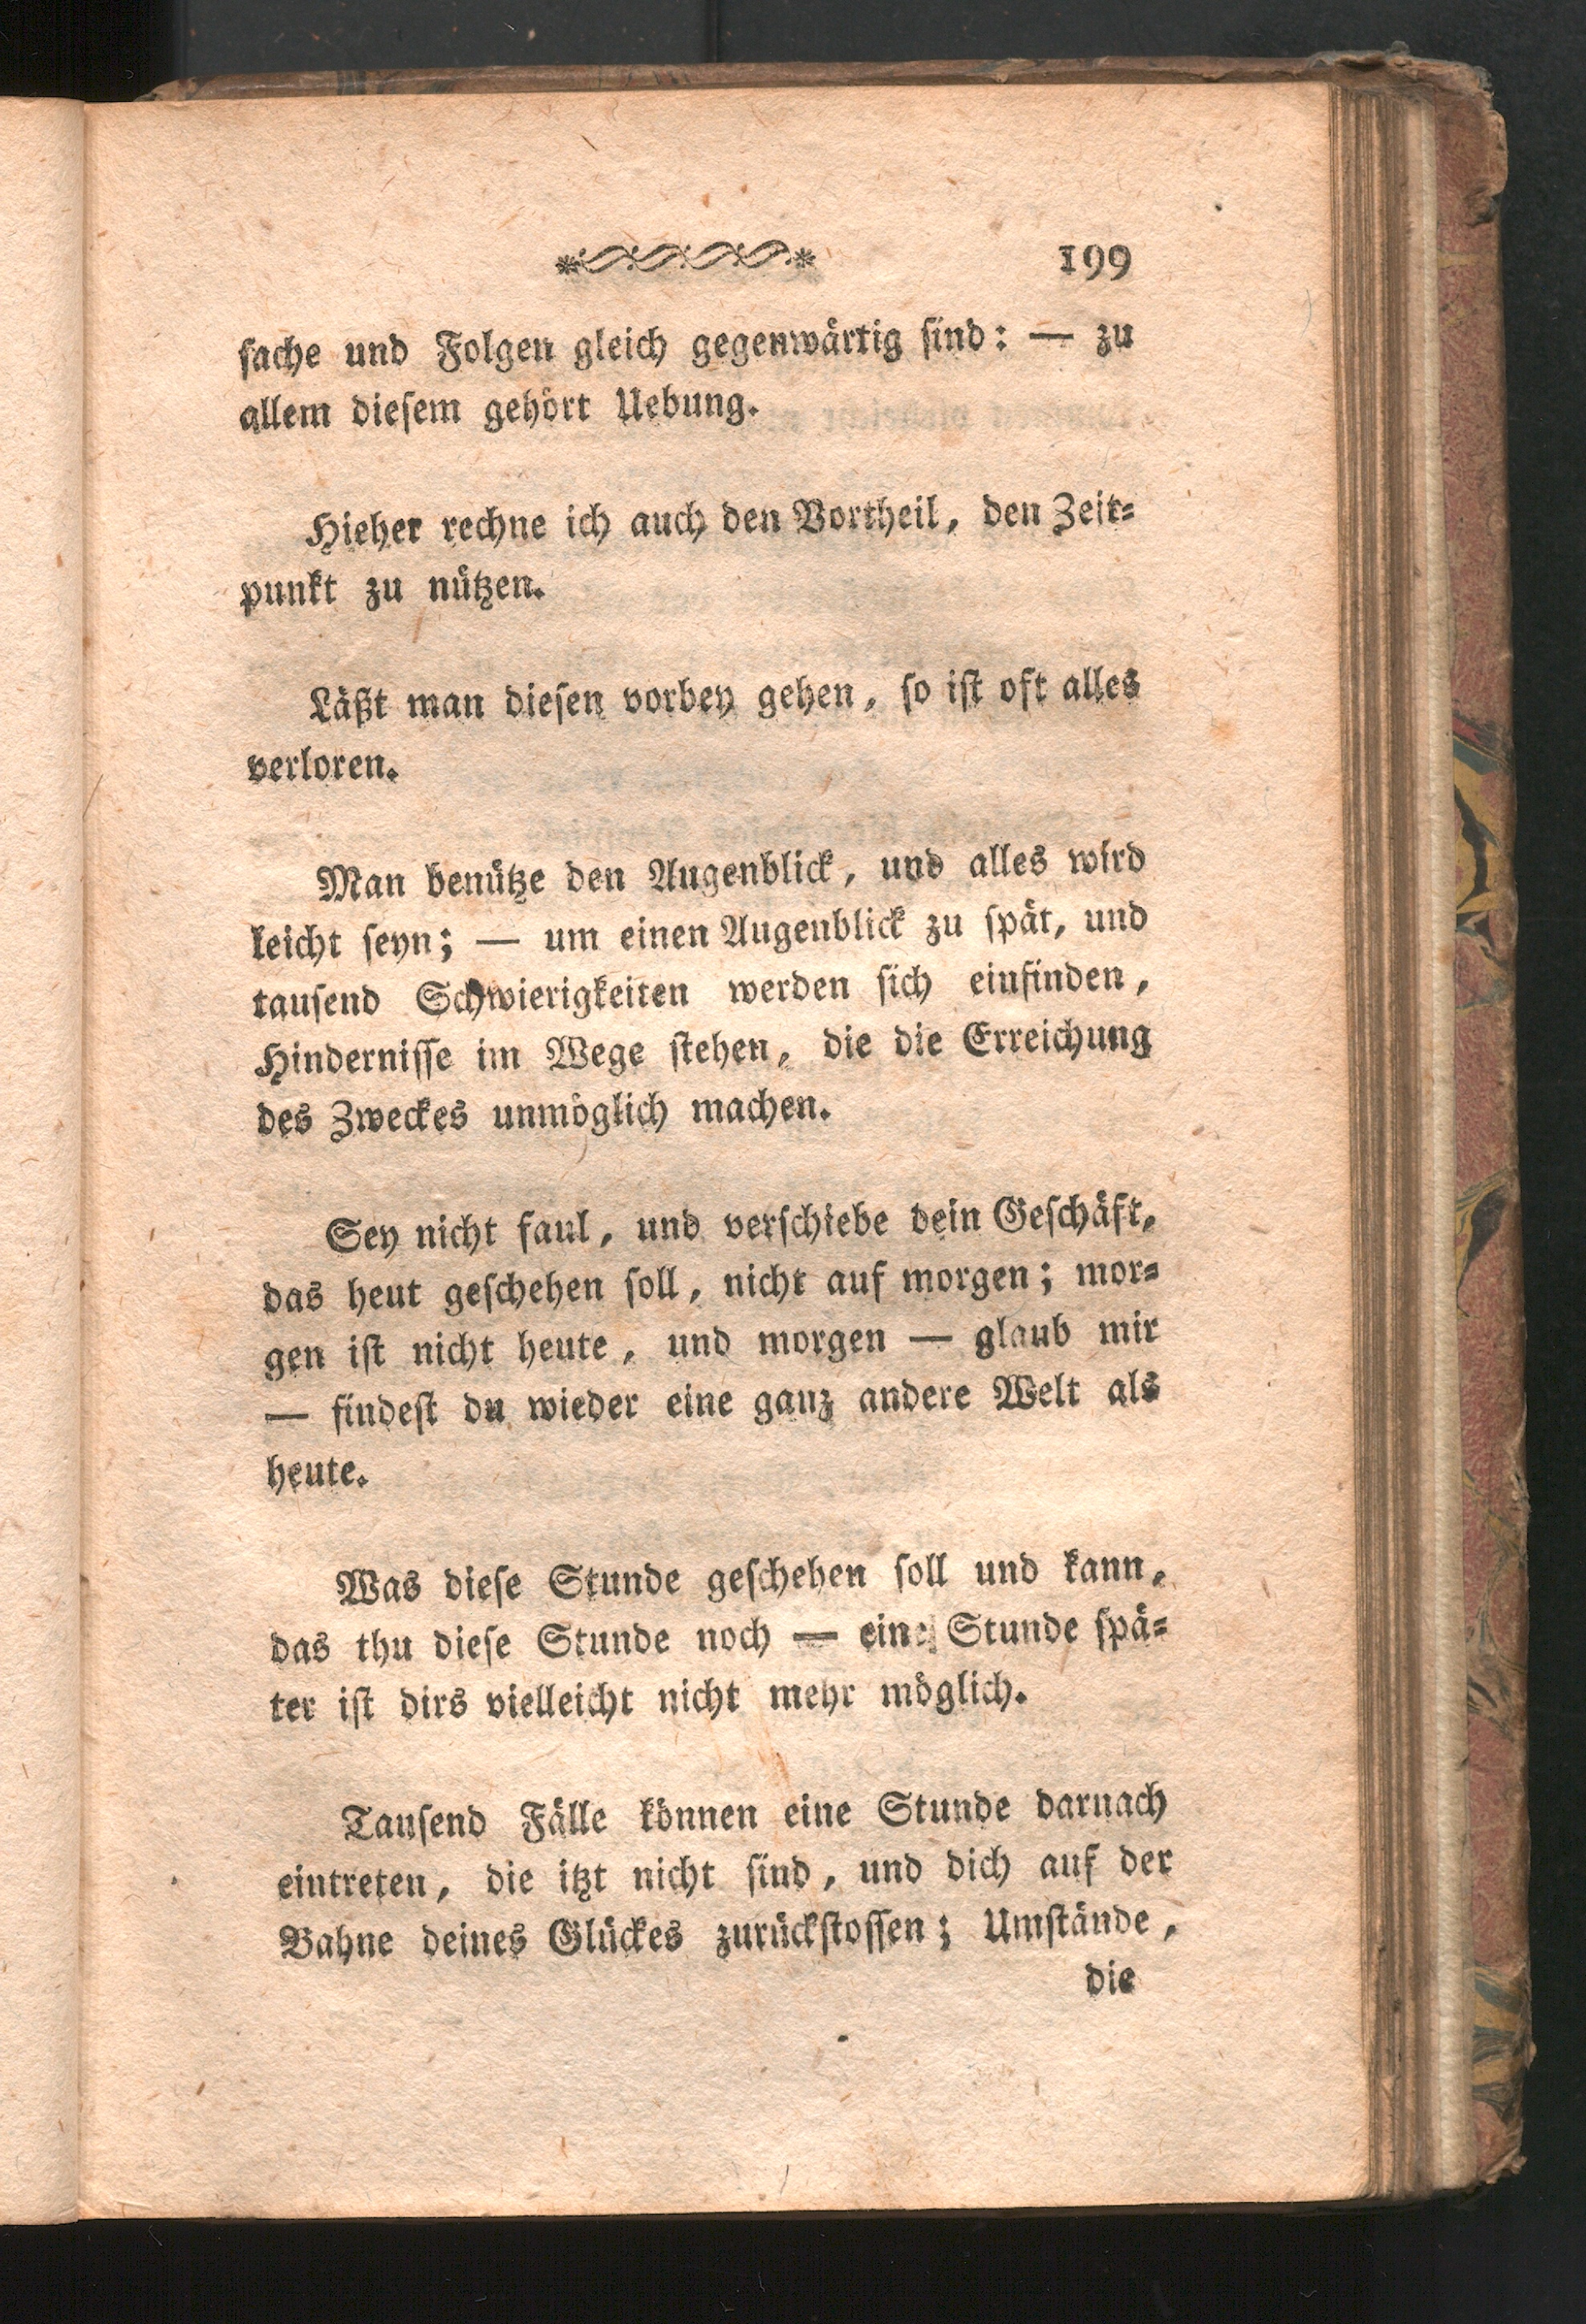 199
sache und Folgen gleich gegenwärtig sind: — zu
allem diesem gehört Uebung.
Hieher rechne ich auch den Vortheil, den Zeit-
punkt zu nützen.
Läßt man diesen vorbey gehen, so ist oft alles
verloren.
Man benütze den Augenblick, und alles wird
leicht seyn; — um einen Augenblick zu spät, und
tausend Schwierigkeiten werden sich einfinden,
Hindernisse im Wege stehen, die die Erreichung
des Zweckes unmöglich machen.
Sey nicht faul, und verschiebe dein Geschäft,
das heut geschehen soll, nicht auf morgen; mor-
gen ist nicht heute, und morgen — glaub mir
— findest du wieder eine ganz andere Welt als
heute.
Was diese Stunde geschehen soll und kann,
das thu diese Stunde noch — eine Stunde spä-
ter ist dirs vielleicht nicht mehr möglich.
Tausend Fälle können eine Stunde darnach
eintreten, die itzt nicht sind, und dich auf der
Bahne deines Glückes zurückstossen; Umstände,
die